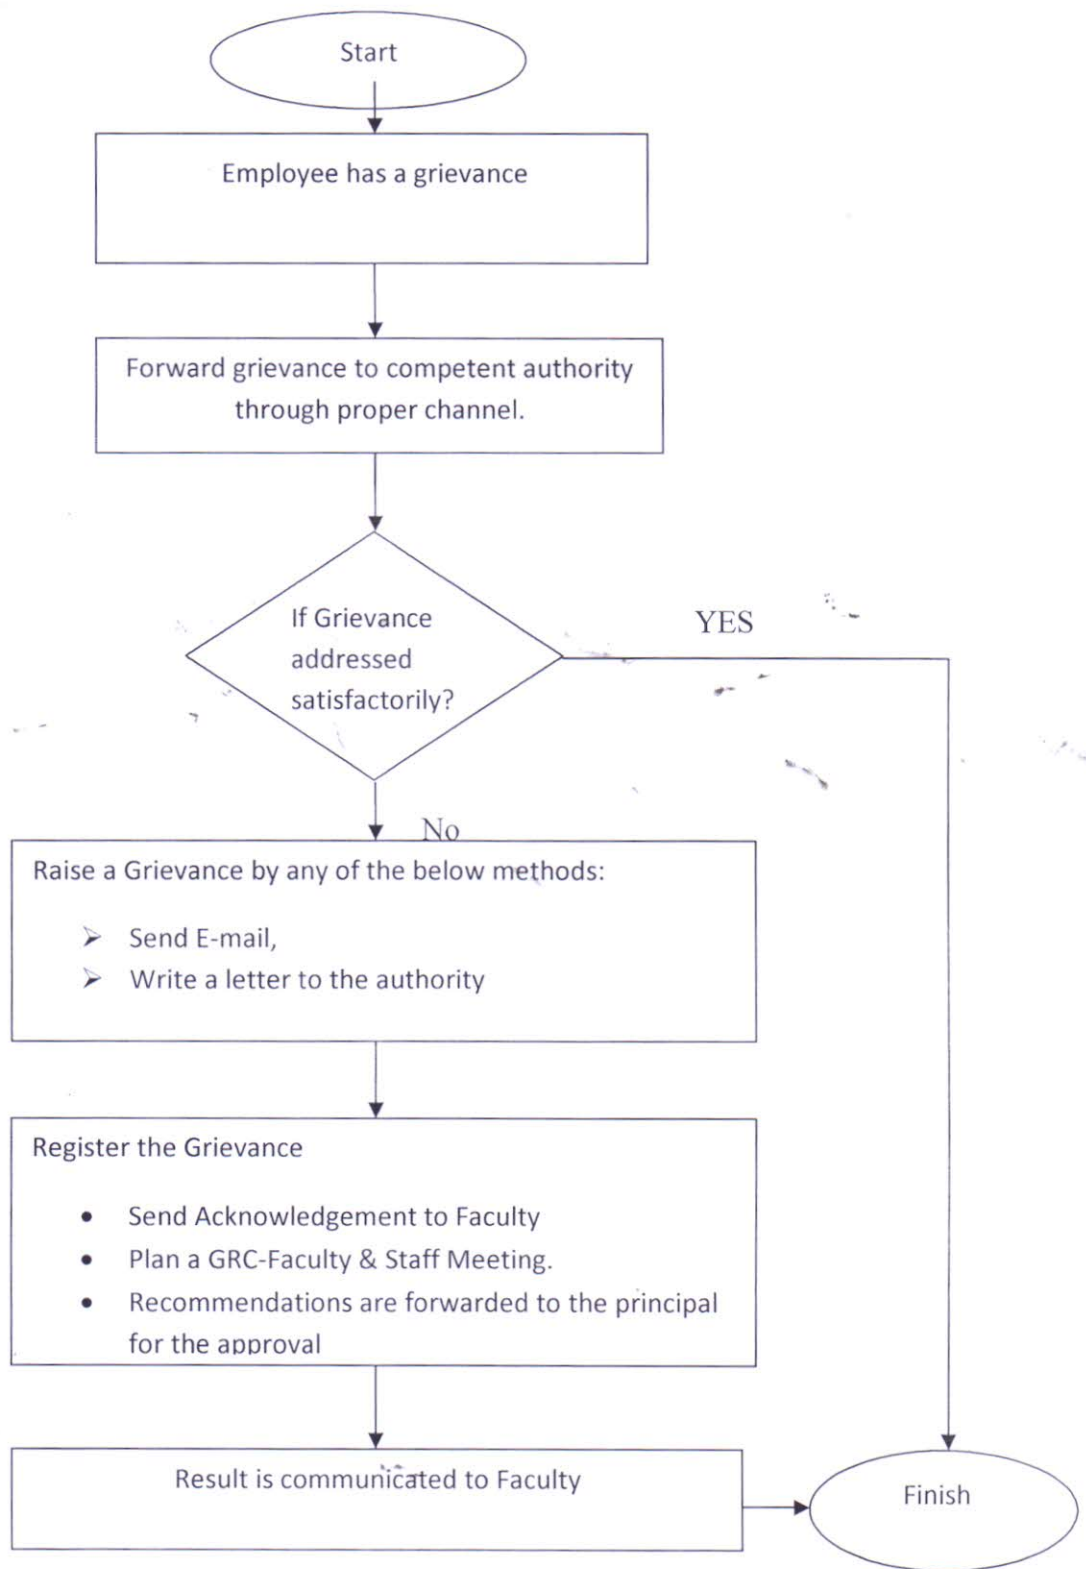 Start
Employee has a grievance
Forward grievance to competent authority
through proper channel.
If Grievance
addressed
satisfactorily?
YES
No
Raise a Grievance by any of the below methods:
➢ Send E-mail,
➢ Write a letter to the authority
Register the Grievance
• Send Acknowledgement to Faculty
• Plan a GRC-Faculty & Staff Meeting.
• Recommendations are forwarded to the principal
for the approval
Result is communicated to Faculty
Finish